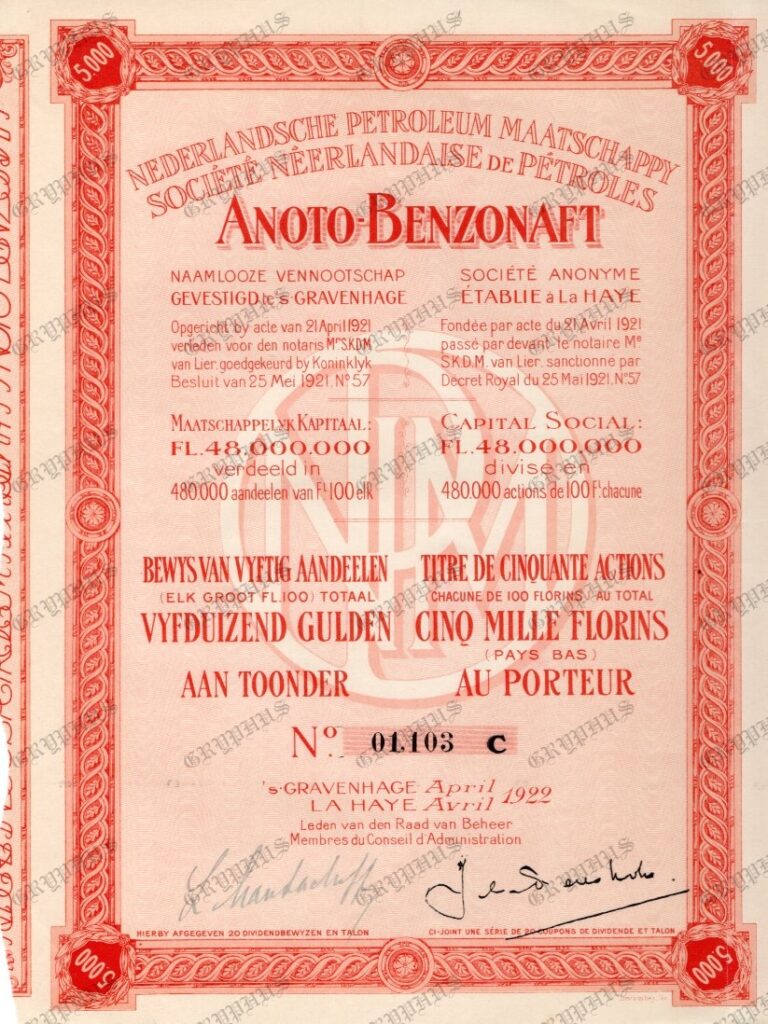 5.000
5.000
NEDERLANDSCHE PETROLEUM MAATSCHAPPY
SOCIÉTÉ NÉERLANDAISE DE PÉTROLES
ANOTO-BENZONAFT
NAAMLOOZE VENNOOTSCHAP
GEVESTIGD te 's-GRAVENHAGE
Opgericht by acte van 21 April 1921
verleden voor den notaris Mr S.K.D.M.
van Lier, goedgekeurd by Koninklyk
Besluit van 25 Mei 1921. No 57
SOCIÉTÉ ANONYME
ÉTABLIE à LA HAYE
Fondée par acte du 21 Avril 1921
passé par devant le notaire Me
S.K.D.M. van Lier, sanctionné par
Décret Royal du 25 Mai 1921. No 57
MAATSCHAPPELYK KAPITAAL:
FL. 48.000.000
verdeeld in
480.000 aandeelen van Fl. 100 elk
CAPITAL SOCIAL:
FL. 48.000.000
divisé en
480.000 actions de 100 Fl. chacune
BEWYS VAN VYFTIG AANDEELEN
(ELK GROOT FL. 100) TOTAAL
VYFDUIZEND GULDEN
AAN TOONDER
TITRE DE CINQUANTE ACTIONS
CHACUNE DE 100 FLORINS, AU TOTAL
CINQ MILLE FLORINS
(PAYS BAS)
AU PORTEUR
No. 01.103 C
's-GRAVENHAGE April
LA HAYE Avril 1922
Leden van den Raad van Beheer
Membres du Conseil d'Administration
HIERBY AFGEGEVEN 20 DIVIDENDBEWYZEN EN TALON
CI-JOINT UNE SÉRIE DE 20 COUPONS DE DIVIDENDE ET TALON
5.000
5.000
GRYPHUS